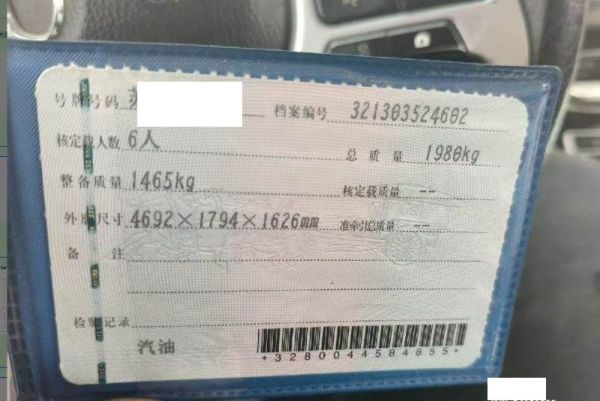 号牌号码 苏 档案编号 321303524602
核定载人数 6人 总质量 1980kg
整备质量 1465kg 核定载质量 --
外廓尺寸 4692×1794×1626mm 准牵引总质量 --
备注
检验记录
汽油
*3280044584855*